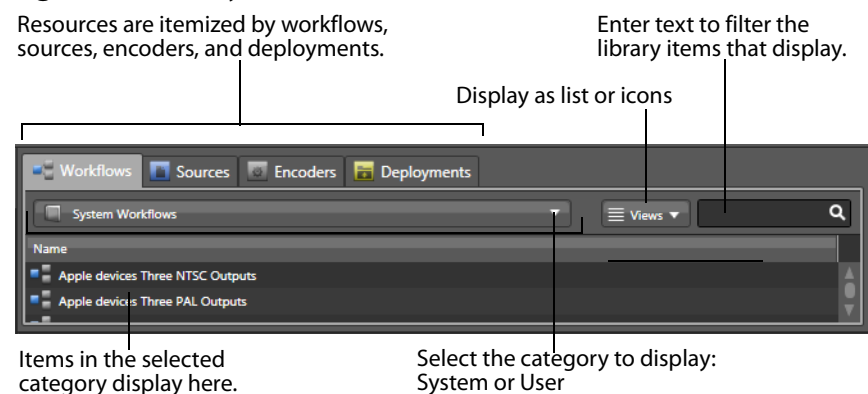 Resources are itemized by workflows,
sources, encoders, and deployments.
Enter text to filter the
library items that display.
Display as list or icons
Workflows
Sources
Encoders
Deployments
System Workflows
Views
Name
Apple devices Three NTSC Outputs
Apple devices Three PAL Outputs
Items in the selected
category display here.
Select the category to display:
System or User